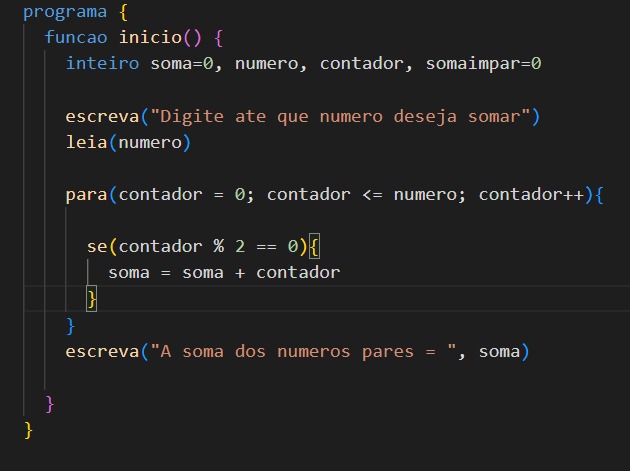 programa {
funcao inicio() {
inteiro soma=0, numero, contador, somaimpar=0
escreva("Digite ate que numero deseja somar")
leia(numero)
para(contador = 0; contador <= numero; contador++){
se(contador % 2 == 0){
soma = soma + contador
}
}
escreva("A soma dos numeros pares = ", soma)
}
}